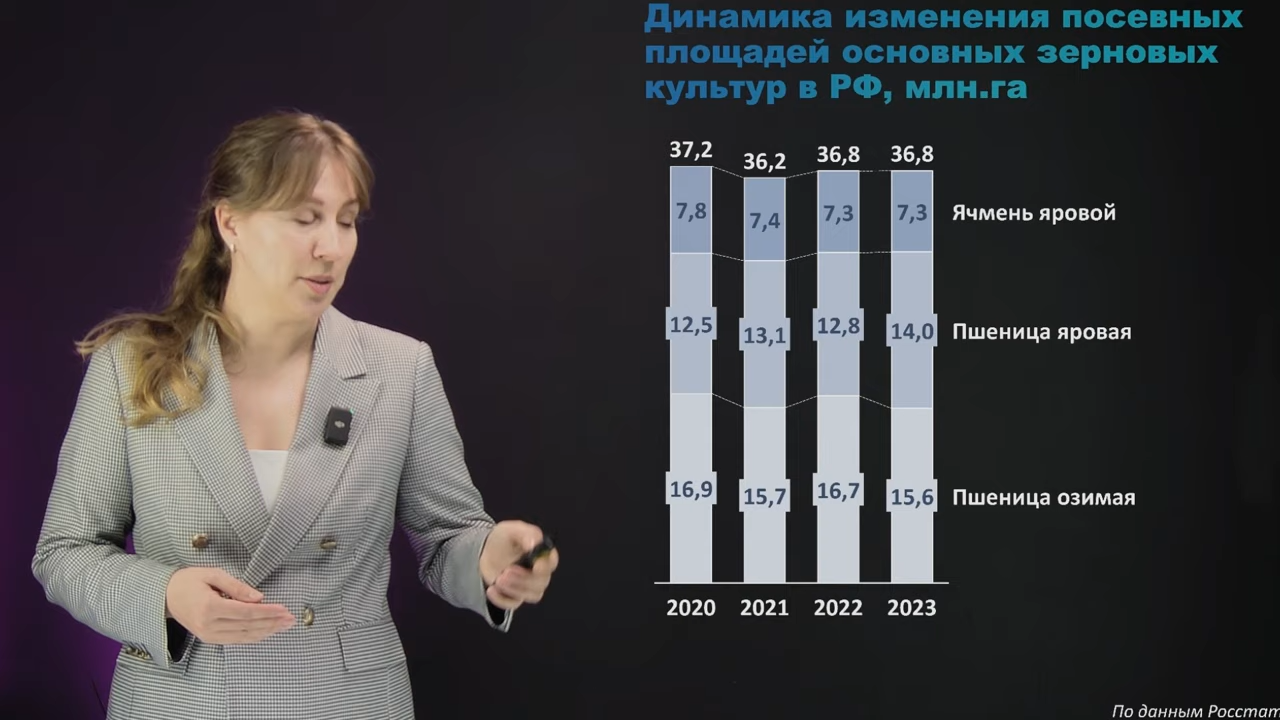 Динамика изменения посевных
площадей основных зерновых
культур в РФ, млн.га
37,2 36,2 36,8 36,8
7,8 7,4 7,3 7,3 Ячмень яровой
12,5 13,1 12,8 14,0 Пшеница яровая
16,9 15,7 16,7 15,6 Пшеница озимая
2020 2021 2022 2023
По данным Росстат